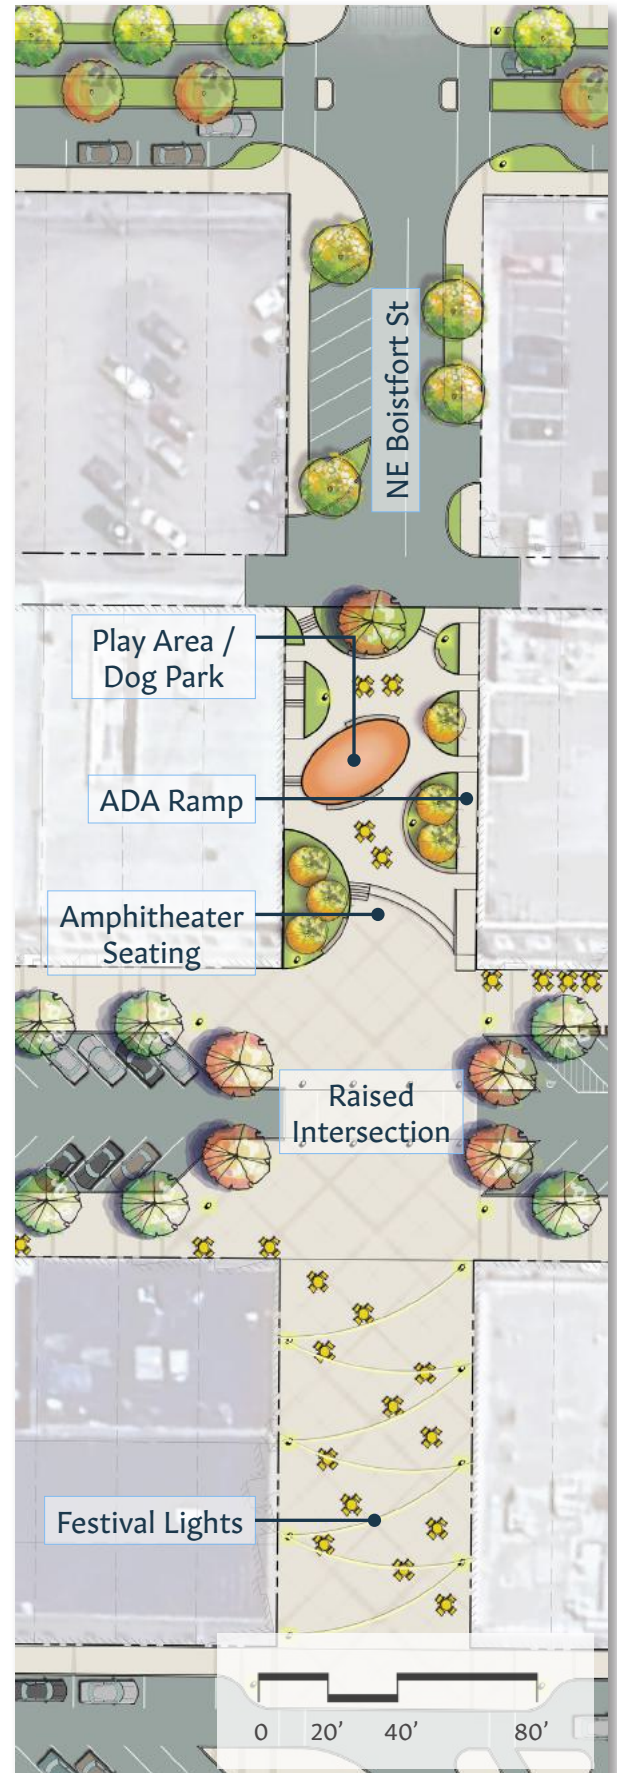 NE Boistfort St
Play Area /
Dog Park
ADA Ramp
Amphitheater
Seating
Raised
Intersection
Festival Lights
0 20’ 40’ 80’